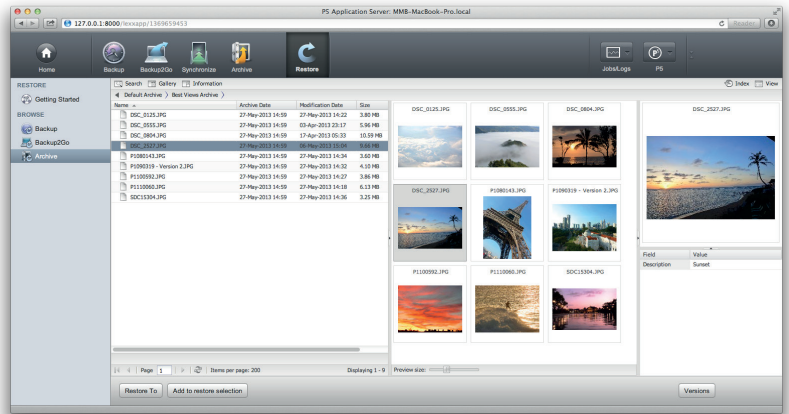 P5 Application Server: MMB-MacBook-Pro.local
127.0.0.1:8000/lexxapp/1369659453
Reader
Home
Backup
Backup2Go
Synchronize
Archive
Restore
Jobs/Logs
P5
RESTORE
Getting Started
BROWSE
Backup
Backup2Go
Archive
Search Gallery Information
Index View
Default Archive Best Views Archive
Name Archive Date Modification Date Size
DSC_0125.JPG 27-May-2013 14:59 27-May-2013 14:22 3.80 MB
DSC_0555.JPG 27-May-2013 14:59 03-Apr-2013 23:17 5.96 MB
DSC_0804.JPG 27-May-2013 14:59 17-Apr-2013 05:33 10.59 MB
DSC_2527.JPG 27-May-2013 14:59 06-May-2013 15:04 9.66 MB
P1080143.JPG 27-May-2013 14:59 27-May-2013 14:34 3.60 MB
P1090319 - Version 2.JPG 27-May-2013 14:59 27-May-2013 14:32 4.10 MB
P1100592.JPG 27-May-2013 14:59 27-May-2013 14:27 3.86 MB
P1110060.JPG 27-May-2013 14:59 27-May-2013 14:18 6.13 MB
SDC15304.JPG 27-May-2013 14:59 27-May-2013 14:36 3.25 MB
DSC_0125.JPG DSC_0555.JPG DSC_0804.JPG
DSC_2527.JPG P1080143.JPG P1090319 - Version 2.JPG
P1100592.JPG P1110060.JPG SDC15304.JPG
DSC_2527.JPG
Field Value
Description Sunset
Page 1 Items per page: 200 Displaying 1 - 9
Preview size:
Restore To
Add to restore selection
Versions